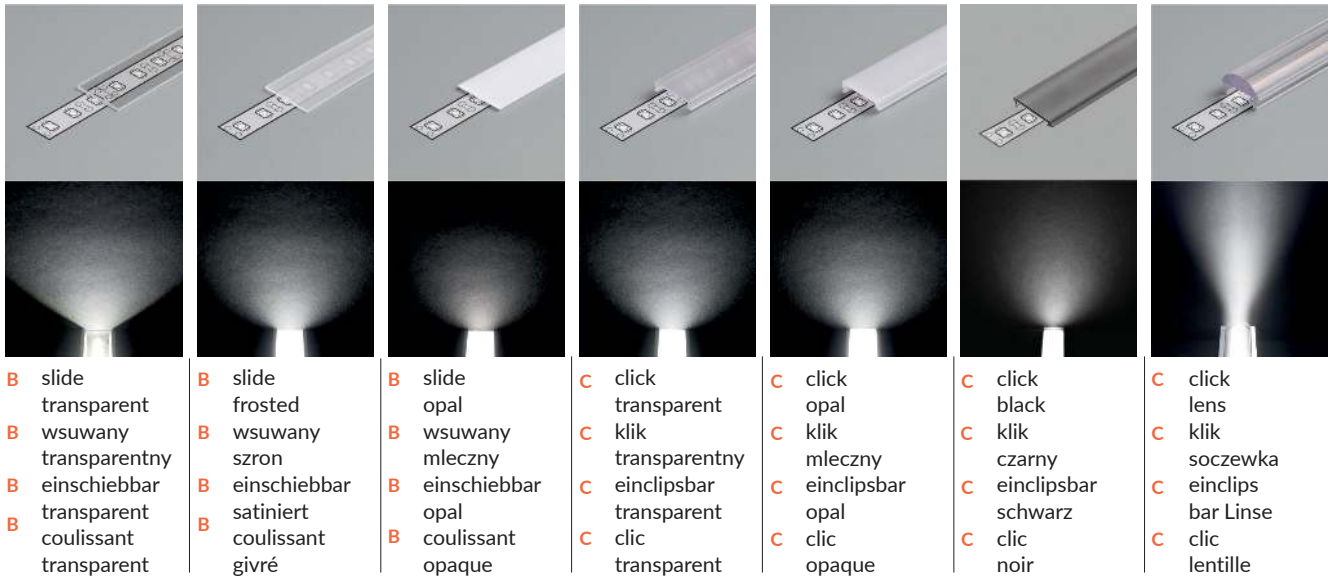 B slide
transparent
B wsuwany
transparentny
B einschiebbar
transparent
B coulissant
transparent
B slide
frosted
B wsuwany
szron
B einschiebbar
satiniert
B coulissant
givré
B slide
opal
B wsuwany
mleczny
B einschiebbar
opal
B coulissant
opaque
C click
transparent
C klik
transparentny
C einclipsbar
transparent
C clic
transparent
C click
opal
C klik
mleczny
C einclipsbar
opal
C clic
opaque
C click
black
C klik
czarny
C einclipsbar
schwarz
C clic
noir
C click
lens
C klik
soczewka
C einclips
bar Linse
C clic
lentille